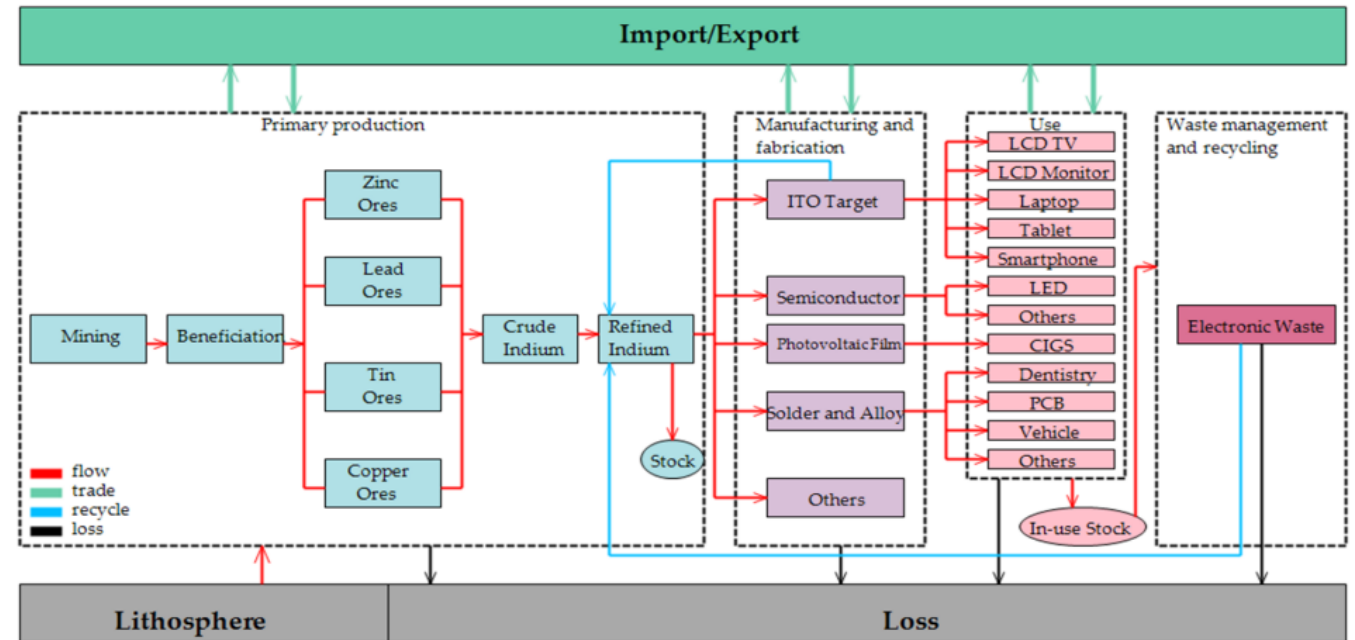 Import/Export
Primary production
Manufacturing and
fabrication
Use
Waste management
and recycling
Mining
Beneficiation
Zinc
Ores
Lead
Ores
Tin
Ores
Copper
Ores
Crude
Indium
Refined
Indium
Stock
ITO Target
Semiconductor
Photovoltaic Film
Solder and Alloy
Others
LCD TV
LCD Monitor
Laptop
Tablet
Smartphone
LED
Others
CIGS
Dentistry
PCB
Vehicle
Others
In-use Stock
Electronic Waste
flow
trade
recycle
loss
Lithosphere
Loss